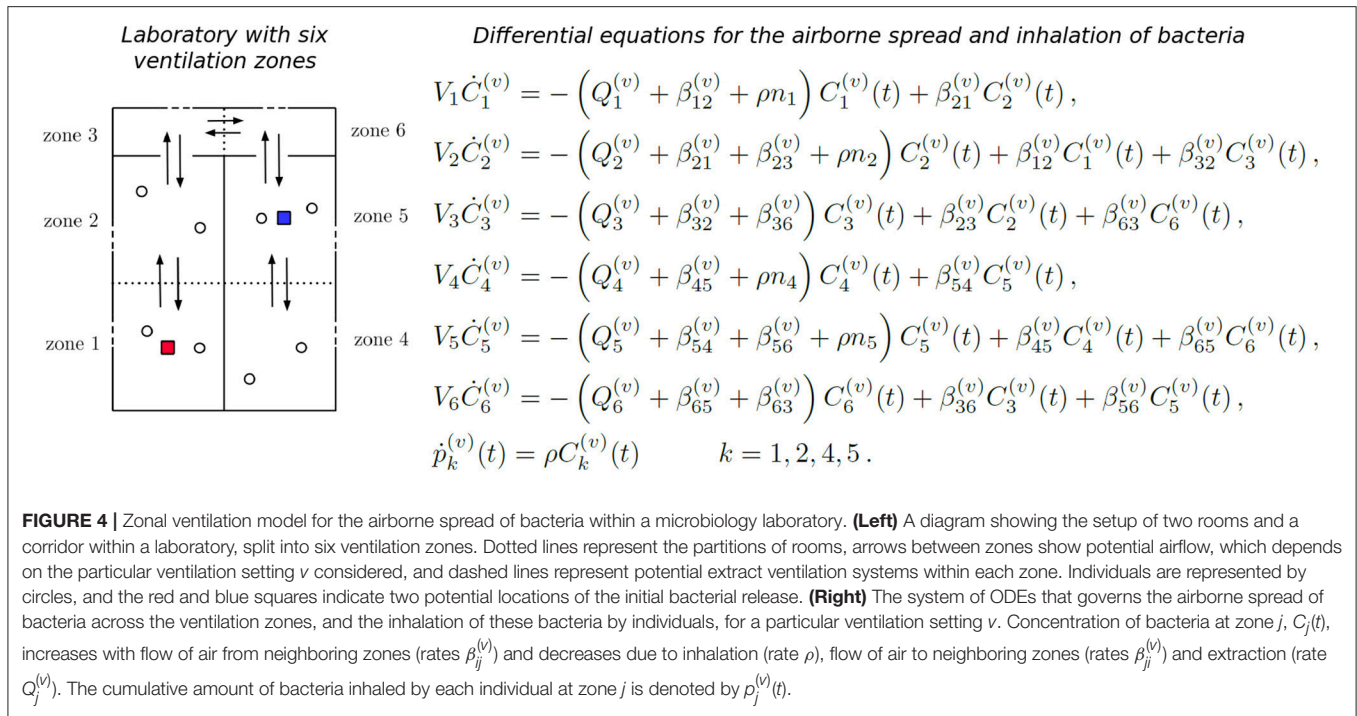 Laboratory with six
ventilation zones
zone 3
zone 6
zone 2
zone 5
zone 1
zone 4
Differential equations for the airborne spread and inhalation of bacteria
V₁Ċ₁^(v) = −(Q₁^(v) + β₁₂^(v) + ρn₁) C₁^(v)(t) + β₂₁^(v)C₂^(v)(t) ,
V₂Ċ₂^(v) = −(Q₂^(v) + β₂₁^(v) + β₂₃^(v) + ρn₂) C₂^(v)(t) + β₁₂^(v)C₁^(v)(t) + β₃₂^(v)C₃^(v)(t) ,
V₃Ċ₃^(v) = −(Q₃^(v) + β₃₂^(v) + β₃₆^(v)) C₃^(v)(t) + β₂₃^(v)C₂^(v)(t) + β₆₃^(v)C₆^(v)(t) ,
V₄Ċ₄^(v) = −(Q₄^(v) + β₄₅^(v) + ρn₄) C₄^(v)(t) + β₅₄^(v)C₅^(v)(t) ,
V₅Ċ₅^(v) = −(Q₅^(v) + β₅₄^(v) + β₅₆^(v) + ρn₅) C₅^(v)(t) + β₄₅^(v)C₄^(v)(t) + β₆₅^(v)C₆^(v)(t) ,
V₆Ċ₆^(v) = −(Q₆^(v) + β₆₅^(v) + β₆₃^(v)) C₆^(v)(t) + β₃₆^(v)C₃^(v)(t) + β₅₆^(v)C₅^(v)(t) ,
ṗₖ^(v)(t) = ρCₖ^(v)(t) k = 1, 2, 4, 5 .
FIGURE 4 | Zonal ventilation model for the airborne spread of bacteria within a microbiology laboratory. (Left) A diagram showing the setup of two rooms and a
corridor within a laboratory, split into six ventilation zones. Dotted lines represent the partitions of rooms, arrows between zones show potential airflow, which depends
on the particular ventilation setting v considered, and dashed lines represent potential extract ventilation systems within each zone. Individuals are represented by
circles, and the red and blue squares indicate two potential locations of the initial bacterial release. (Right) The system of ODEs that governs the airborne spread of
bacteria across the ventilation zones, and the inhalation of these bacteria by individuals, for a particular ventilation setting v. Concentration of bacteria at zone j, Cⱼ(t),
increases with flow of air from neighboring zones (rates βᵢⱼ^(v)) and decreases due to inhalation (rate ρ), flow of air to neighboring zones (rates βⱼᵢ^(v)) and extraction (rate
Qⱼ^(v)). The cumulative amount of bacteria inhaled by each individual at zone j is denoted by pⱼ^(v)(t).